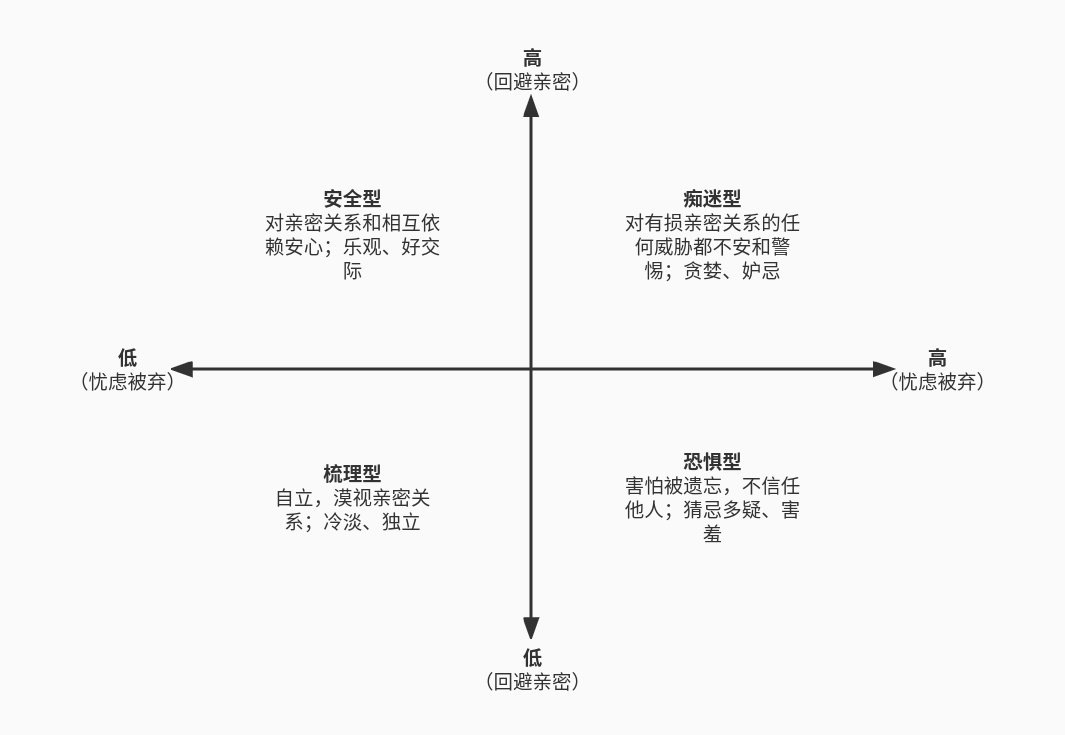 高
（回避亲密）
安全型
对亲密关系和相互依
赖安心；乐观、好交
际
痴迷型
对有损亲密关系的任
何威胁都不安和警
惕；贪婪、妒忌
低
（忧虑被弃）
高
（忧虑被弃）
梳理型
自立，漠视亲密关
系；冷淡、独立
恐惧型
害怕被遗忘，不信任
他人；猜忌多疑、害
羞
低
（回避亲密）